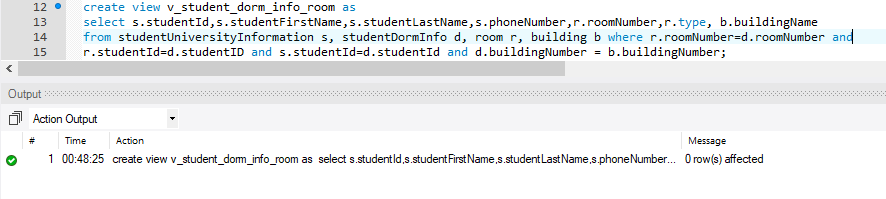 12 create view v_student_dorm_info_room as
13 select s.studentId,s.studentFirstName,s.studentLastName,s.phoneNumber,r.roomNumber,r.type, b.buildingName
14 from studentUniversityInformation s, studentDormInfo d, room r, building b where r.roomNumber=d.roomNumber and
15 r.studentId=d.studentID and s.studentId=d.studentId and d.buildingNumber = b.buildingNumber;
Output
Action Output
# Time Action Message
1 00:48:25 create view v_student_dorm_info_room as select s.studentId,s.studentFirstName,s.studentLastName,s.phoneNumber... 0 row(s) affected